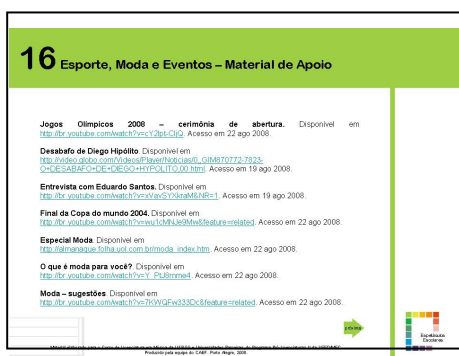 16 Esporte, Moda e Eventos – Material de Apoio
Jogos Olímpicos 2008 – cerimônia de abertura. Disponível em
http://br.youtube.com/watch?v=cY2lpt-CljQ. Acesso em 22 ago 2008.
Desabafo de Diego Hipólito. Disponível em
http://video.globo.com/Videos/Player/Noticias/0,,GIM870772-7823-
O+DESABAFO+DE+DIEGO+HYPOLITO,00.html. Acesso em 19 ago 2008.
Entrevista com Eduardo Santos. Disponível em
http://br.youtube.com/watch?v=xVavSYXkraM&NR=1. Acesso em 19 ago 2008.
Final da Copa do mundo 2004. Disponível em
http://br.youtube.com/watch?v=wu1cMNJe9Mw&feature=related. Acesso em 22 ago 2008.
Especial Moda. Disponível em
http://almanaque.folha.uol.com.br/moda_index.htm. Acesso em 22 ago 2008.
O que é moda para você?. Disponível em
http://br.youtube.com/watch?v=Y_PtJ8rnme4. Acesso em 22 ago 2008.
Moda – sugestões. Disponível em
http://br.youtube.com/watch?v=7KWQFw333Dc&feature=related. Acesso em 22 ago 2008.
próximo
Espetáculos
Escolares
Produzido pela equipe do CAEF. Porto Alegre, 2008.